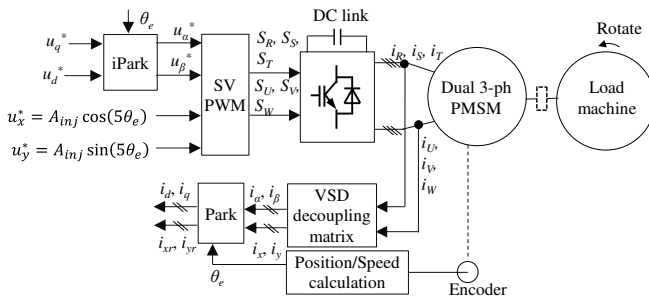 θe
DC link
uq*
ud*
iPark
uα*
uβ*
SV
PWM
SR, SS,
ST
SU, SV,
SW
iR, iS, iT
Dual 3-ph
PMSM
Rotate
Load
machine
ux* = Ainj cos(5θe)
uy* = Ainj sin(5θe)
iU,
iV,
iW
id, iq
Park
iα, iβ
VSD
decoupling
matrix
ixr, iyr
ix, iy
θe
Position/Speed
calculation
Encoder